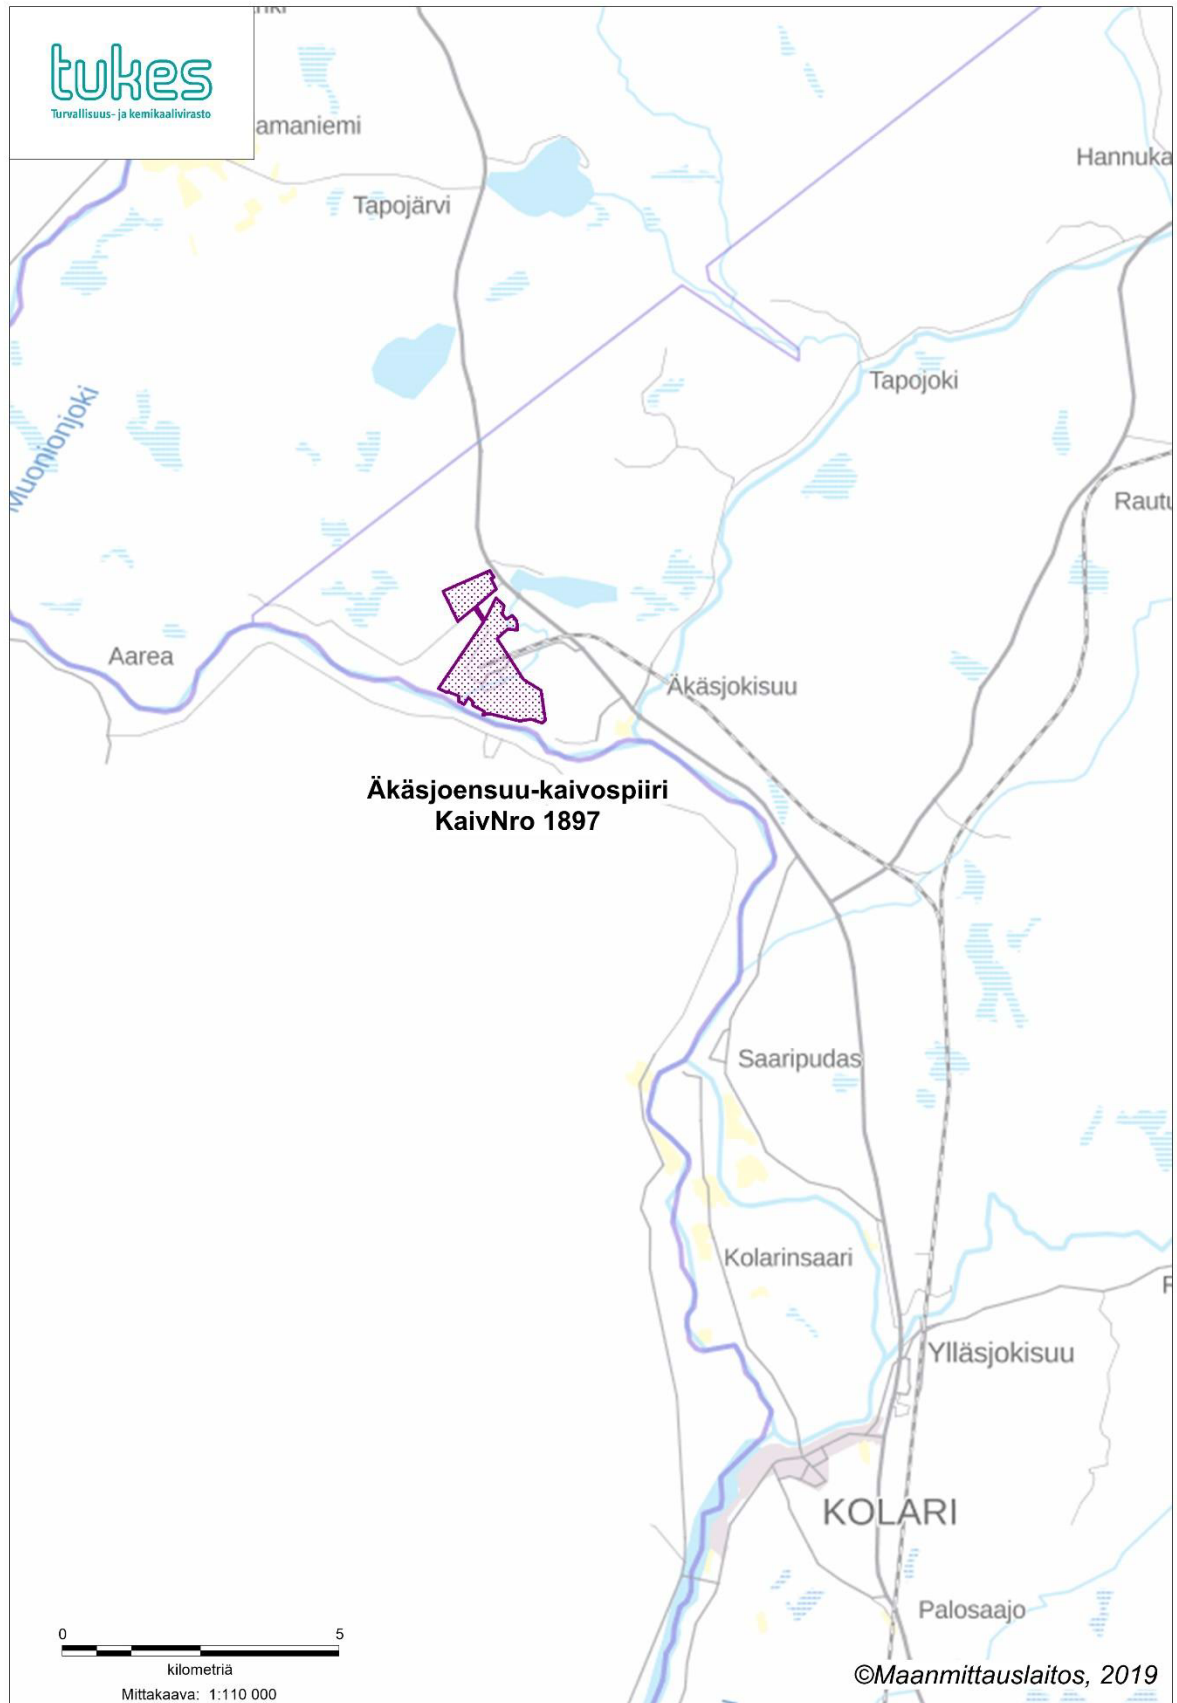 tukes
Turvallisuus- ja kemikaalivirasto
amaniemi
Hannuka
Tapojärvi
Tapojoki
Muonionjoki
Rautu
Aarea
Äkäsjokisuu
Äkäsjoensuu-kaivospiiri
KaivNro 1897
Saaripudas
Kolarinsaari
Ylläsjokisuu
KOLARI
Palosaajo
0 5
kilometriä
Mittakaava: 1:110 000
©Maanmittauslaitos, 2019